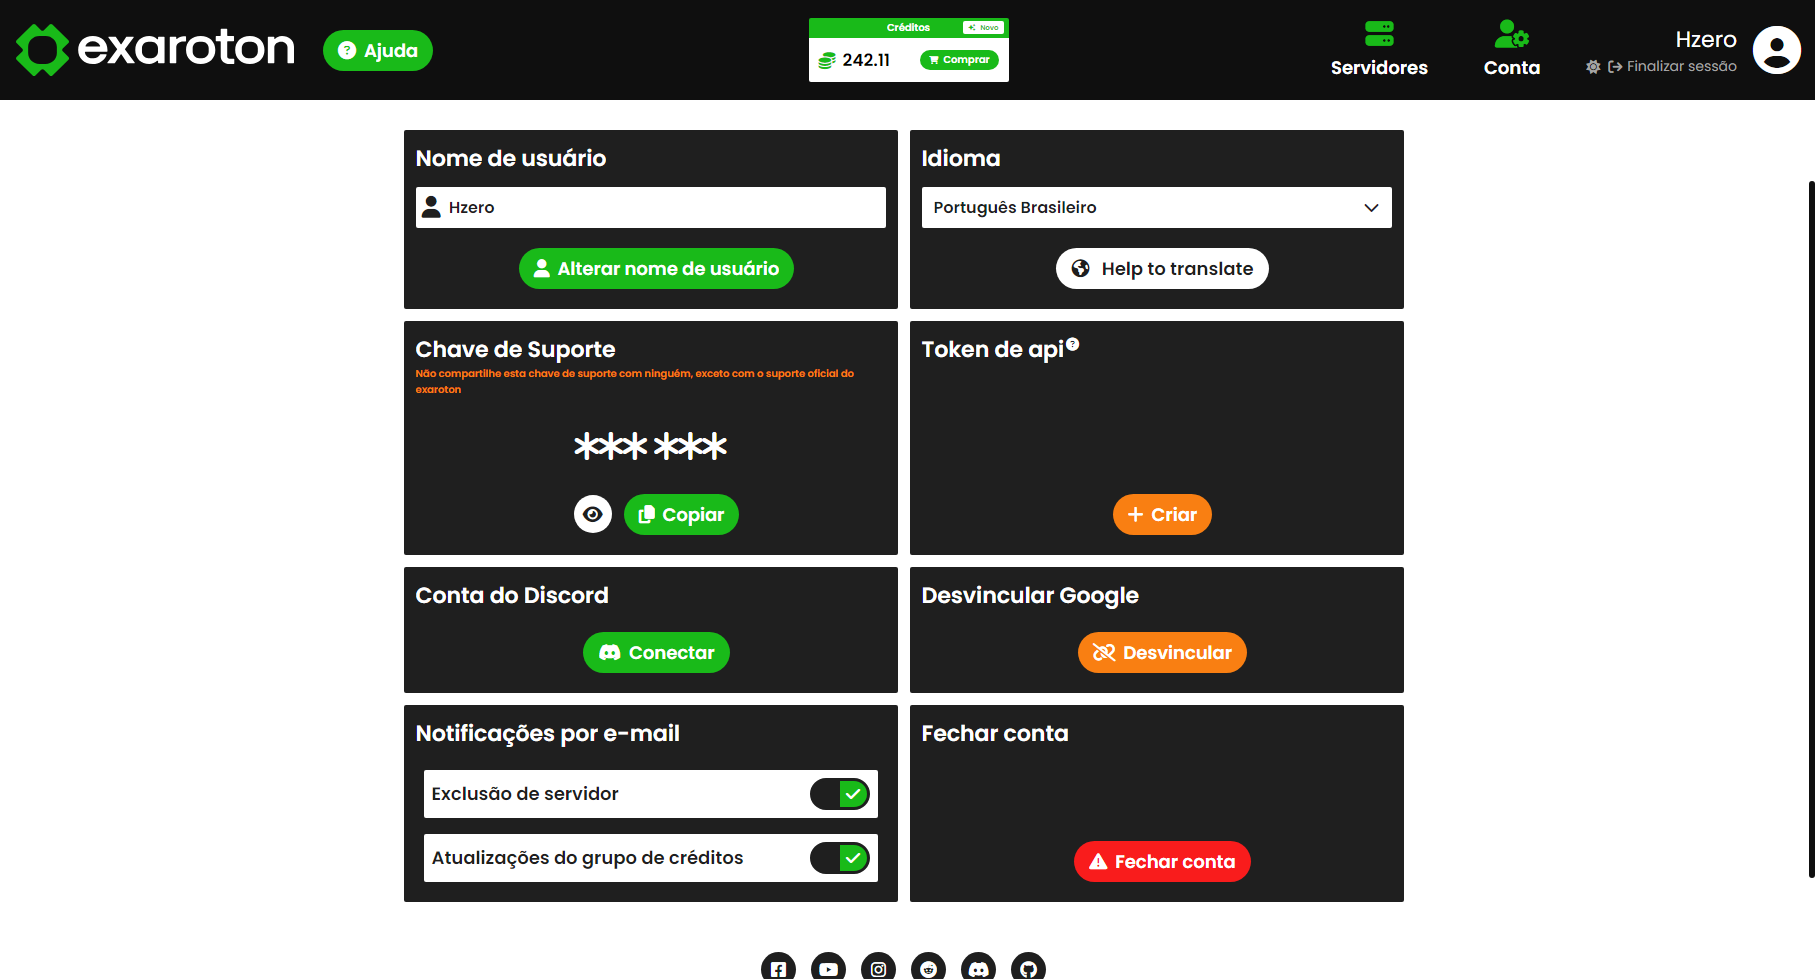 exaroton
Ajuda
Créditos
Novo
242.11
Comprar
Servidores
Conta
Hzero
Finalizar sessão
Nome de usuário
Hzero
Alterar nome de usuário
Idioma
Português Brasileiro
Help to translate
Chave de Suporte
Não compartilhe esta chave de suporte com ninguém, exceto com o suporte oficial do
exaroton
*** ***
Copiar
Token de api
Criar
Conta do Discord
Conectar
Desvincular Google
Desvincular
Notificações por e-mail
Exclusão de servidor
Atualizações do grupo de créditos
Fechar conta
Fechar conta